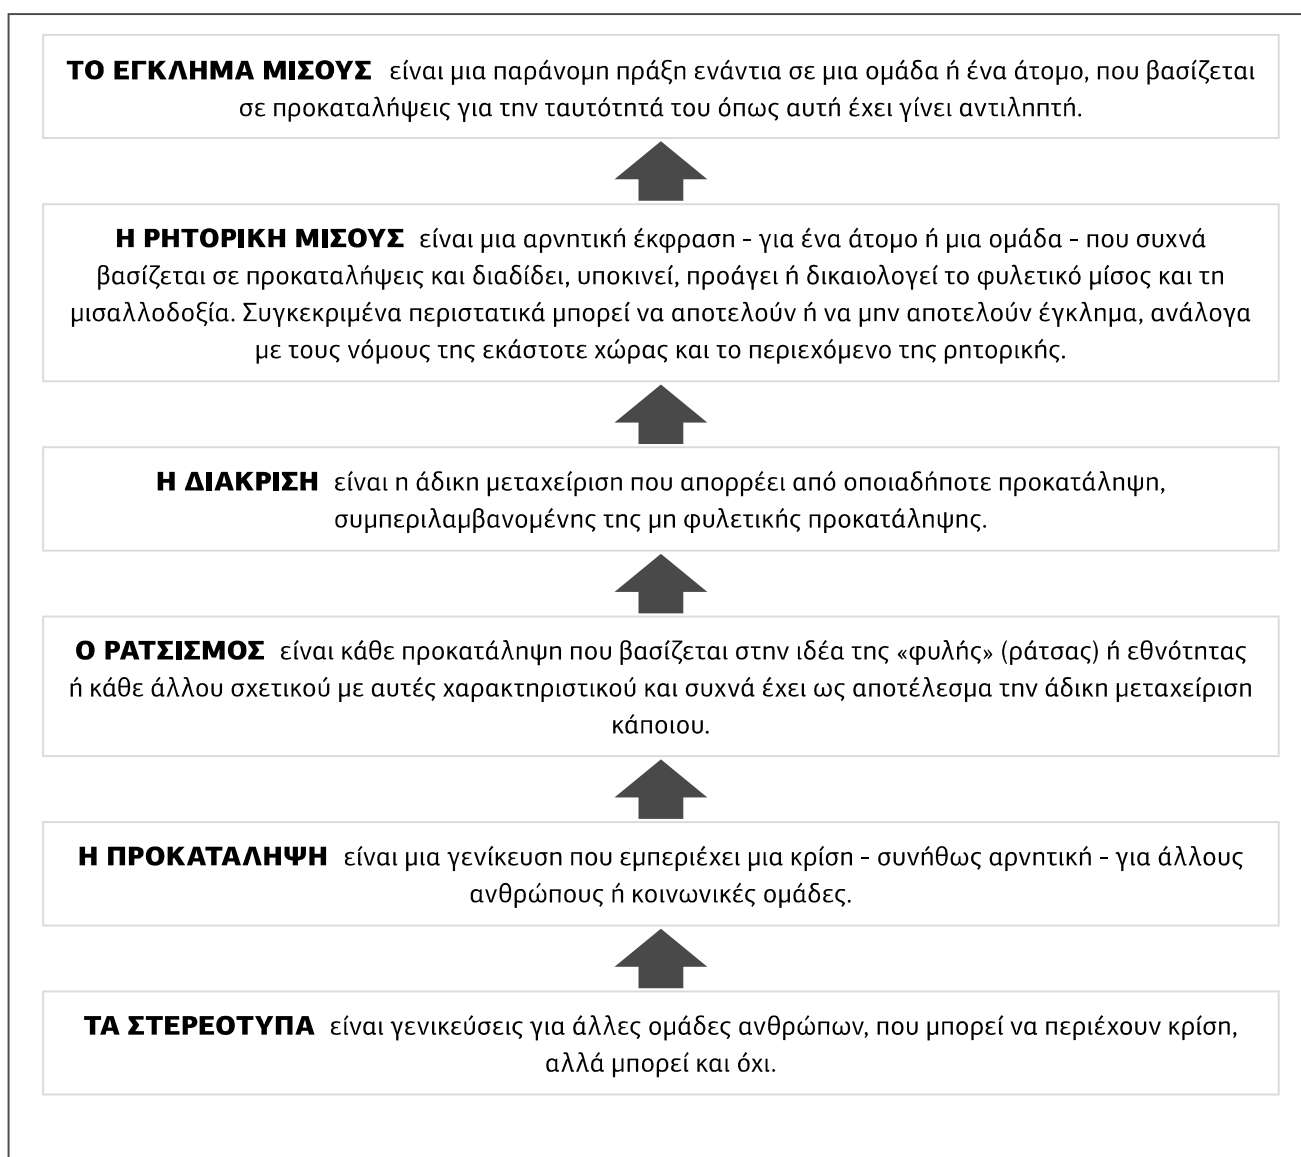 ΤΟ ΕΓΚΛΗΜΑ ΜΙΣΟΥΣ είναι μια παράνομη πράξη ενάντια σε μια ομάδα ή ένα άτομο, που βασίζεται
σε προκαταλήψεις για την ταυτότητά του όπως αυτή έχει γίνει αντιληπτή.
Η ΡΗΤΟΡΙΚΗ ΜΙΣΟΥΣ είναι μια αρνητική έκφραση - για ένα άτομο ή μια ομάδα - που συχνά
βασίζεται σε προκαταλήψεις και διαδίδει, υποκινεί, προάγει ή δικαιολογεί το φυλετικό μίσος και τη
μισαλλοδοξία. Συγκεκριμένα περιστατικά μπορεί να αποτελούν ή να μην αποτελούν έγκλημα, ανάλογα
με τους νόμους της εκάστοτε χώρας και το περιεχόμενο της ρητορικής.
Η ΔΙΑΚΡΙΣΗ είναι η άδικη μεταχείριση που απορρέει από οποιαδήποτε προκατάληψη,
συμπεριλαμβανομένης της μη φυλετικής προκατάληψης.
Ο ΡΑΤΣΙΣΜΟΣ είναι κάθε προκατάληψη που βασίζεται στην ιδέα της «φυλής» (ράτσας) ή εθνότητας
ή κάθε άλλου σχετικού με αυτές χαρακτηριστικού και συχνά έχει ως αποτέλεσμα την άδικη μεταχείριση
κάποιου.
Η ΠΡΟΚΑΤΑΛΗΨΗ είναι μια γενίκευση που εμπεριέχει μια κρίση - συνήθως αρνητική - για άλλους
ανθρώπους ή κοινωνικές ομάδες.
ΤΑ ΣΤΕΡΕΟΤΥΠΑ είναι γενικεύσεις για άλλες ομάδες ανθρώπων, που μπορεί να περιέχουν κρίση,
αλλά μπορεί και όχι.